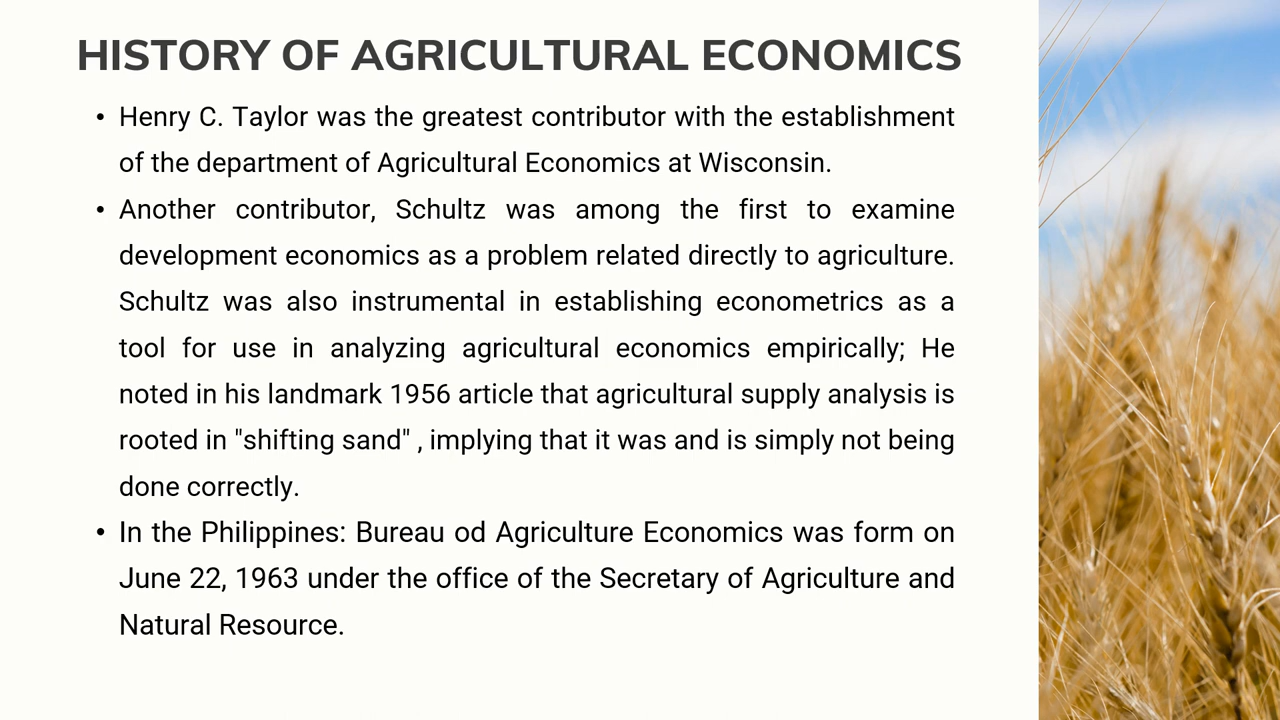 HISTORY OF AGRICULTURAL ECONOMICS
• Henry C. Taylor was the greatest contributor with the establishment
of the department of Agricultural Economics at Wisconsin.
• Another contributor, Schultz was among the first to examine
development economics as a problem related directly to agriculture.
Schultz was also instrumental in establishing econometrics as a
tool for use in analyzing agricultural economics empirically; He
noted in his landmark 1956 article that agricultural supply analysis is
rooted in "shifting sand" , implying that it was and is simply not being
done correctly.
• In the Philippines: Bureau od Agriculture Economics was form on
June 22, 1963 under the office of the Secretary of Agriculture and
Natural Resource.